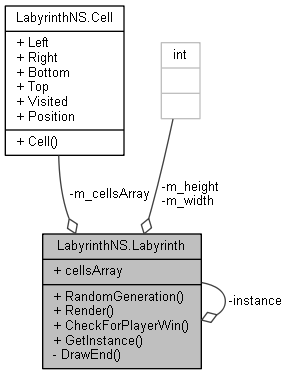 LabyrinthNS.Cell
+ Left
+ Right
+ Bottom
+ Top
+ Visited
+ Position
+ Cell()
int
-m_cellsArray
-m_height
-m_width
LabyrinthNS.Labyrinth
+ cellsArray
+ RandomGeneration()
+ Render()
+ CheckForPlayerWin()
+ GetInstance()
- DrawEnd()
-instance